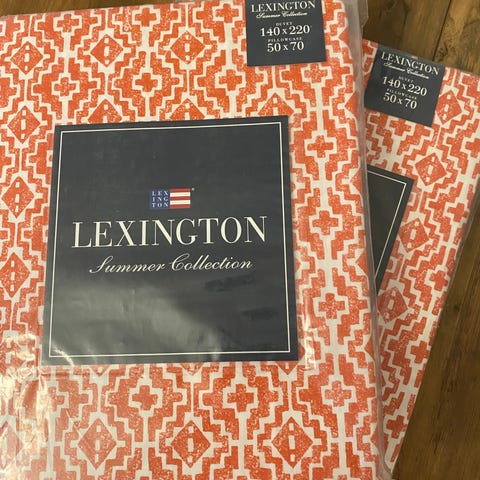 LEXINGTON
Summer Collection
DUVET
140 x 220
PILLOWCASE
50 x 70
LEX
ING
TON
LEXINGTON
Summer Collection
LEXINGTON
Summer Collection
DUVET
140 x 220
PILLOWCASE
50 x 70